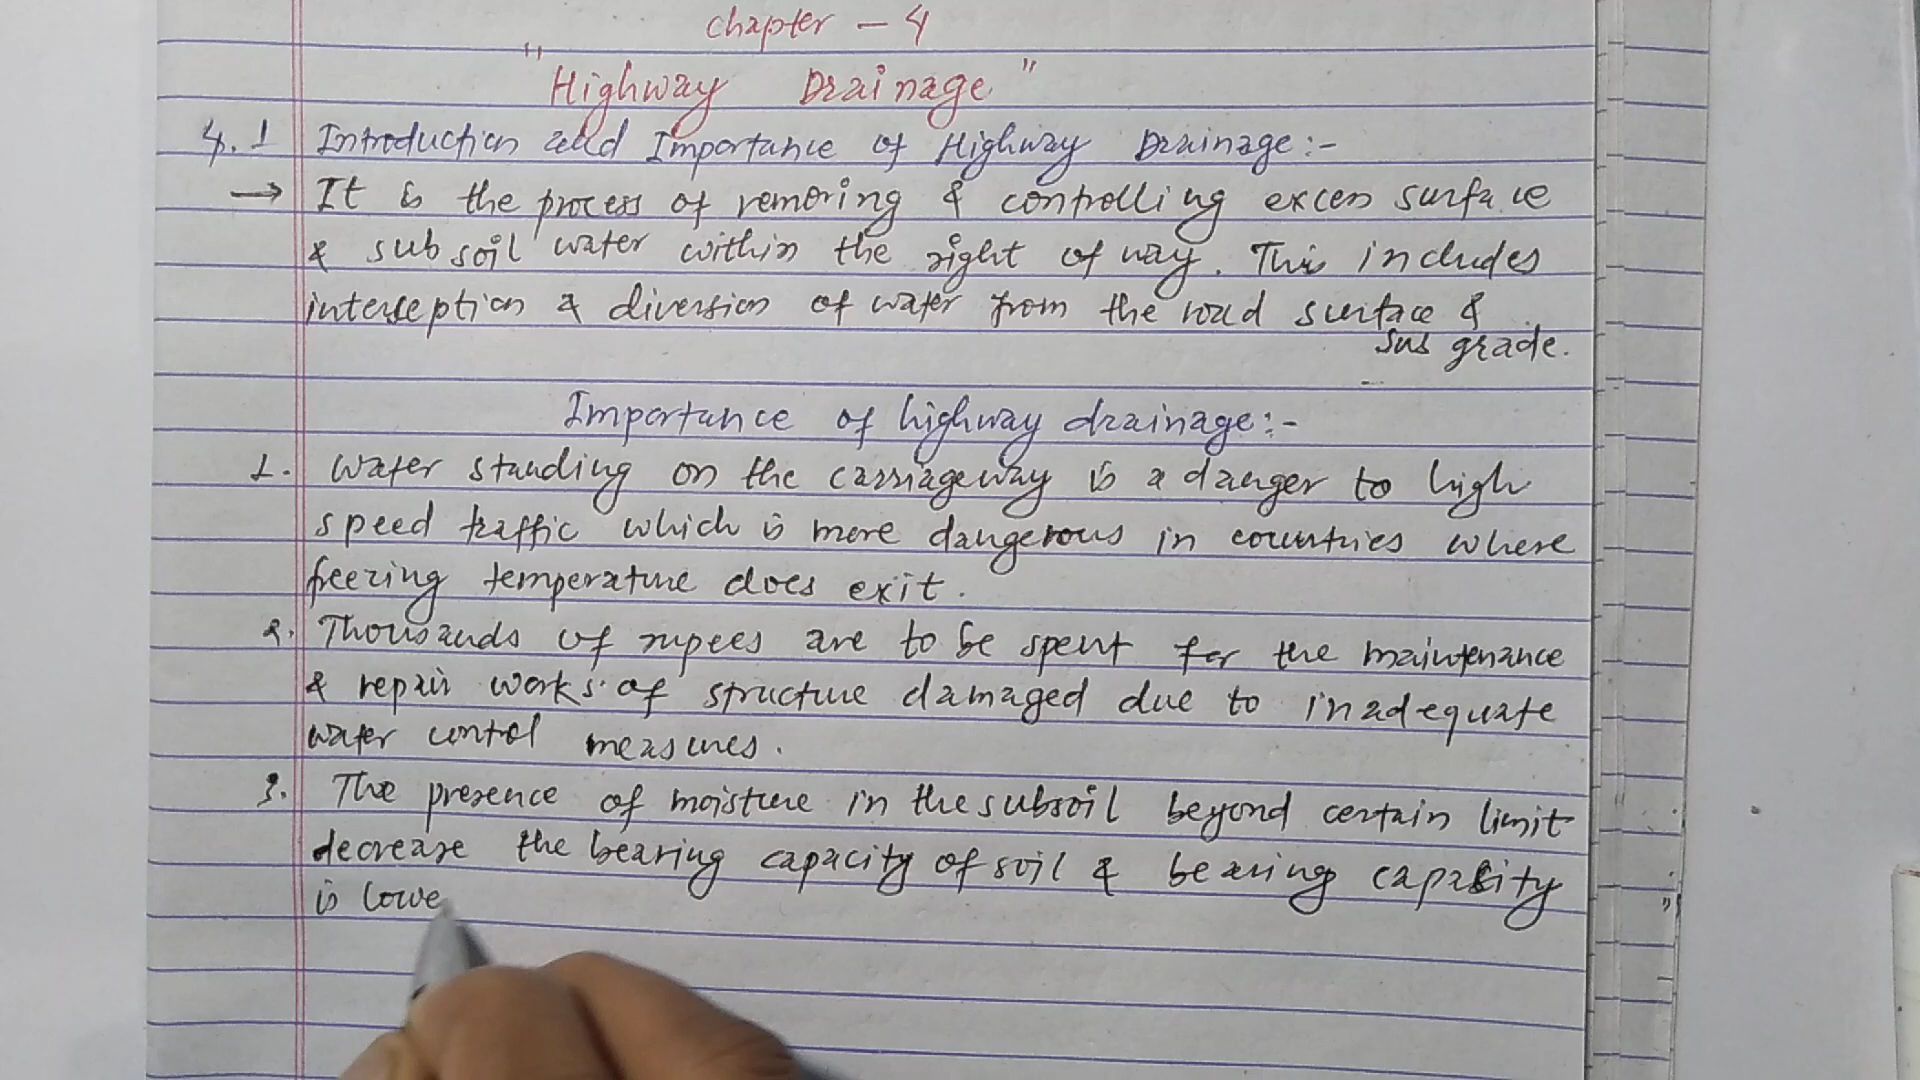 Chapter - 4
"Highway Drainage"
4.1 Introduction and Importance of Highway Drainage:-
→ It is the process of removing & controlling excess surface
& subsoil water within the right of way. This includes
interseption & diversion of water from the road surface &
sub grade.
Importance of highway drainage:-
1. Water standing on the carriageway is a danger to high
speed traffic which is more dangerous in countries where
freezing temperature does exit.
2. Thousands of rupees are to be spent for the maintenance
& repair works of structure damaged due to inadequate
water control measures.
3. The presence of moisture in the subsoil beyond certain limit
decrease the bearing capacity of soil & bearing capasity
is lowe